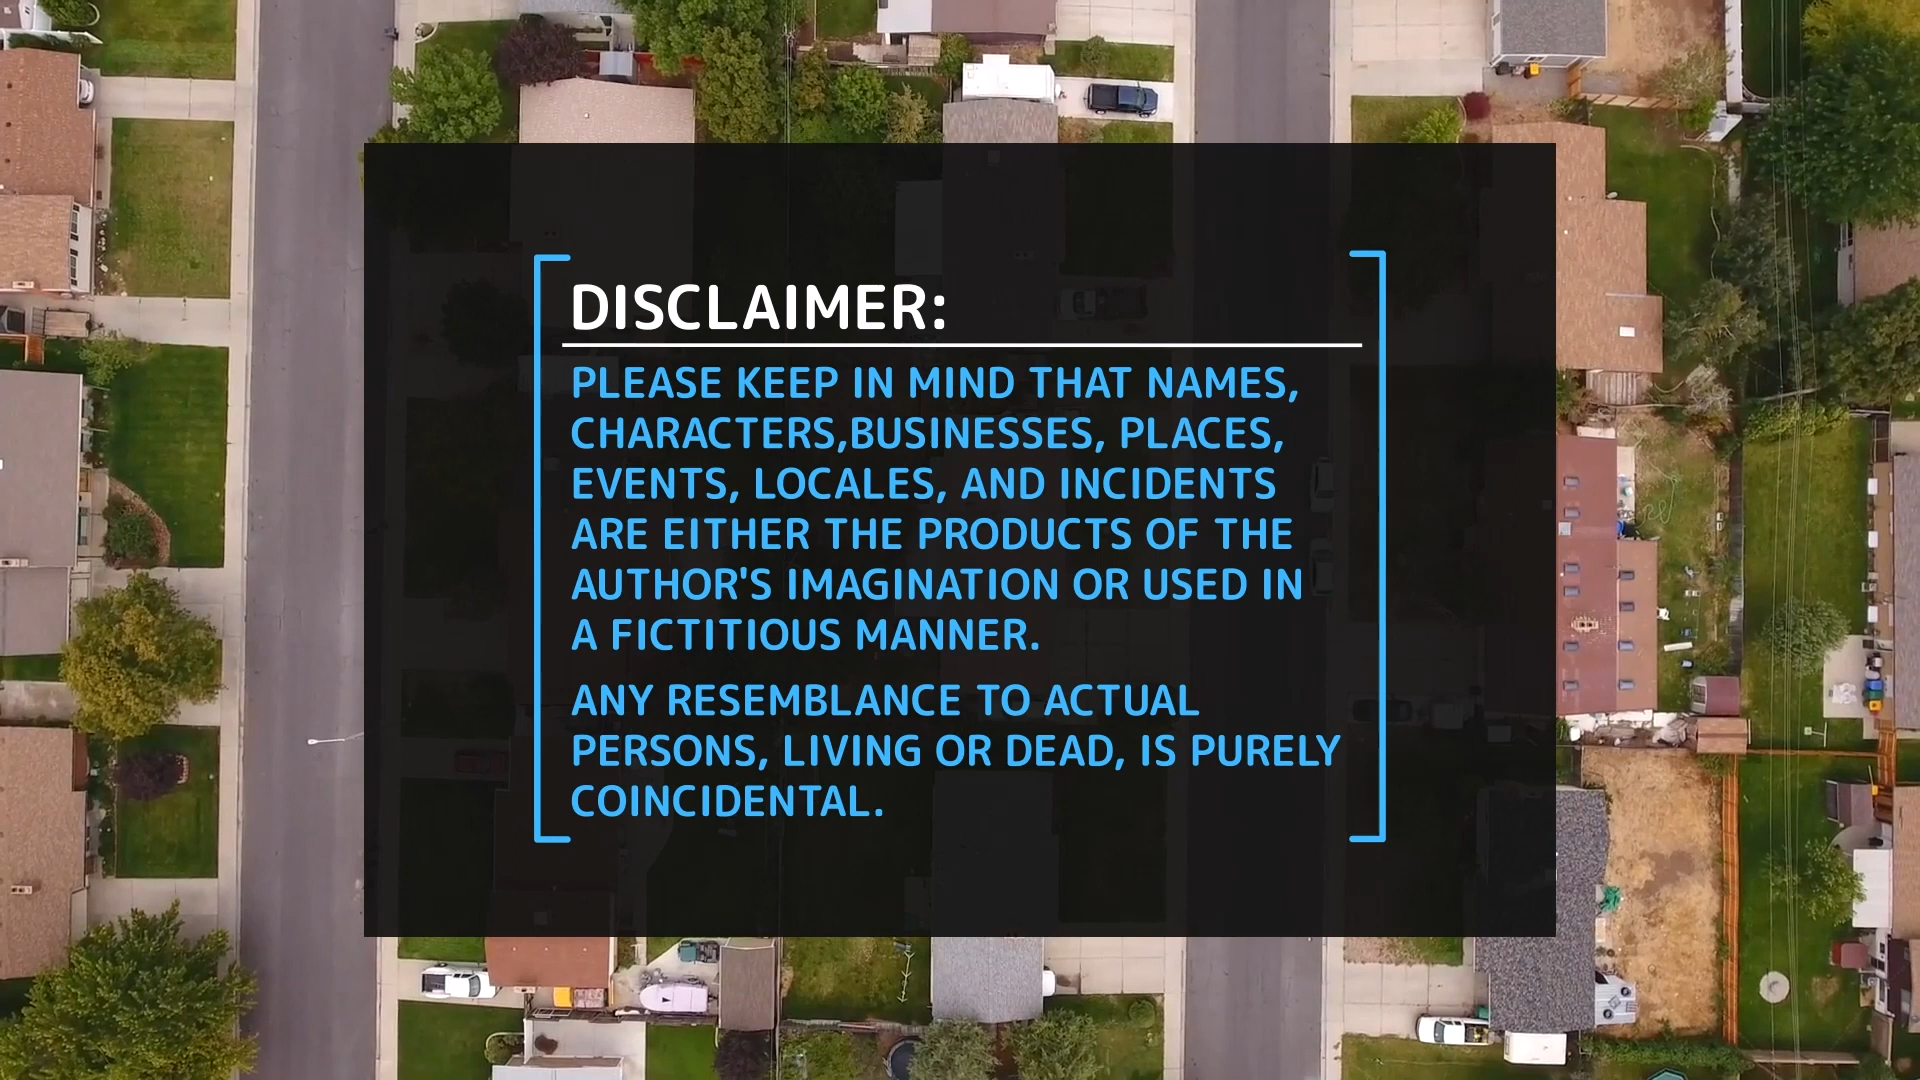 DISCLAIMER:
PLEASE KEEP IN MIND THAT NAMES,
CHARACTERS,BUSINESSES, PLACES,
EVENTS, LOCALES, AND INCIDENTS
ARE EITHER THE PRODUCTS OF THE
AUTHOR'S IMAGINATION OR USED IN
A FICTITIOUS MANNER.
ANY RESEMBLANCE TO ACTUAL
PERSONS, LIVING OR DEAD, IS PURELY
COINCIDENTAL.